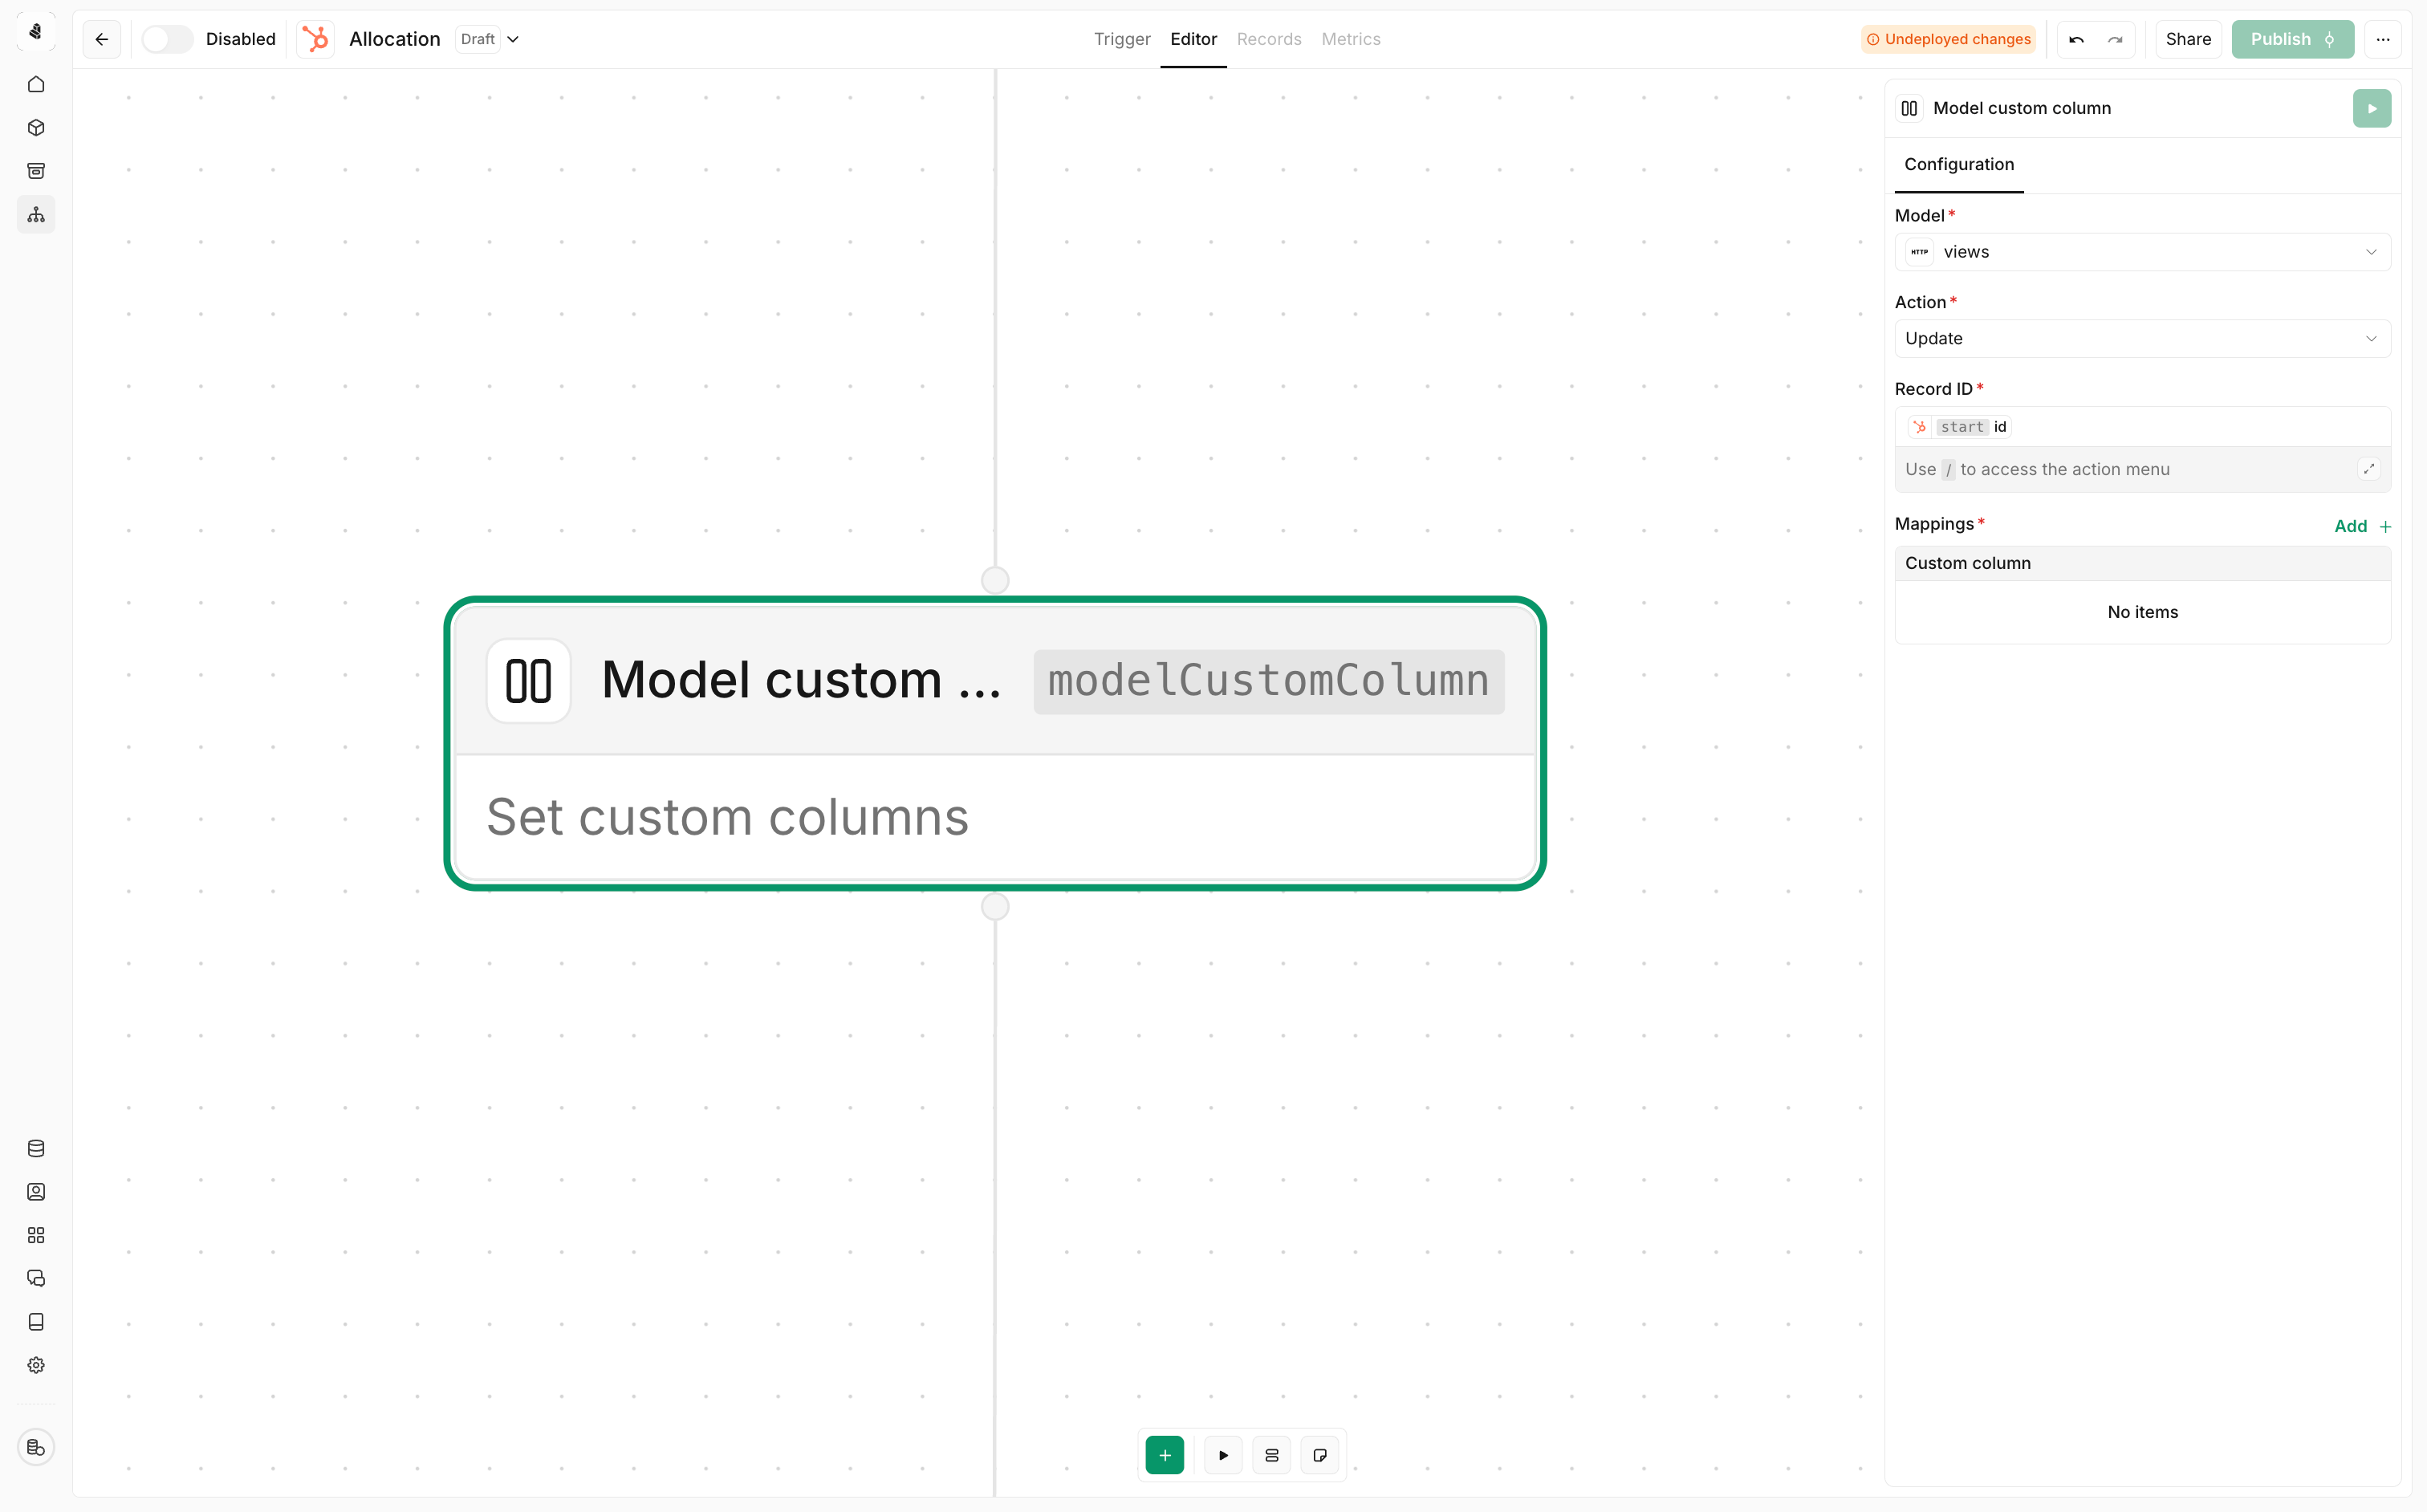 Disabled
Allocation
Draft
Trigger
Editor
Records
Metrics
Undeployed changes
Share
Publish
Model custom column
Configuration
Model*
HTTP views
Action*
Update
Record ID*
start id
Use / to access the action menu
Mappings*
Add +
Custom column
No items
Model custom ...
modelCustomColumn
Set custom columns